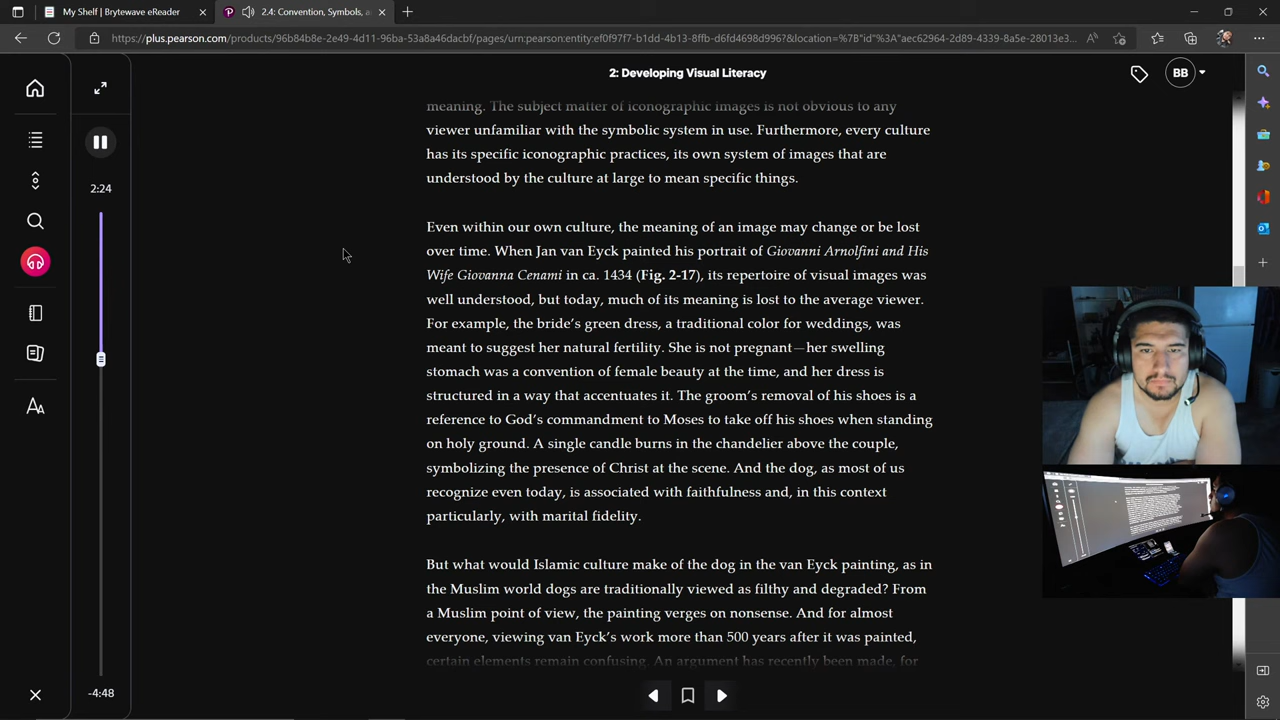 My Shelf | Brytewave eReader
2.4: Convention, Symbols, a
https://plus.pearson.com/products/96b84b8e-2e49-4d11-96ba-53a8a46dacbf/pages/urn:pearson:entity:ef0f97f7-b1dd-4b13-8ffb-d6fd4698d996?&location=%7B"id"%3A"aec62964-2d89-4339-8a5e-28013e3...
2: Developing Visual Literacy
BB
meaning. The subject matter of iconographic images is not obvious to any
viewer unfamiliar with the symbolic system in use. Furthermore, every culture
has its specific iconographic practices, its own system of images that are
understood by the culture at large to mean specific things.
2:24
Even within our own culture, the meaning of an image may change or be lost
over time. When Jan van Eyck painted his portrait of Giovanni Arnolfini and His
Wife Giovanna Cenami in ca. 1434 (Fig. 2-17), its repertoire of visual images was
well understood, but today, much of its meaning is lost to the average viewer.
For example, the bride's green dress, a traditional color for weddings, was
meant to suggest her natural fertility. She is not pregnant—her swelling
stomach was a convention of female beauty at the time, and her dress is
structured in a way that accentuates it. The groom's removal of his shoes is a
reference to God's commandment to Moses to take off his shoes when standing
on holy ground. A single candle burns in the chandelier above the couple,
symbolizing the presence of Christ at the scene. And the dog, as most of us
recognize even today, is associated with faithfulness and, in this context
particularly, with marital fidelity.
But what would Islamic culture make of the dog in the van Eyck painting, as in
the Muslim world dogs are traditionally viewed as filthy and degraded? From
a Muslim point of view, the painting verges on nonsense. And for almost
everyone, viewing van Eyck's work more than 500 years after it was painted,
certain elements remain confusing. An argument has recently been made, for
-4:48